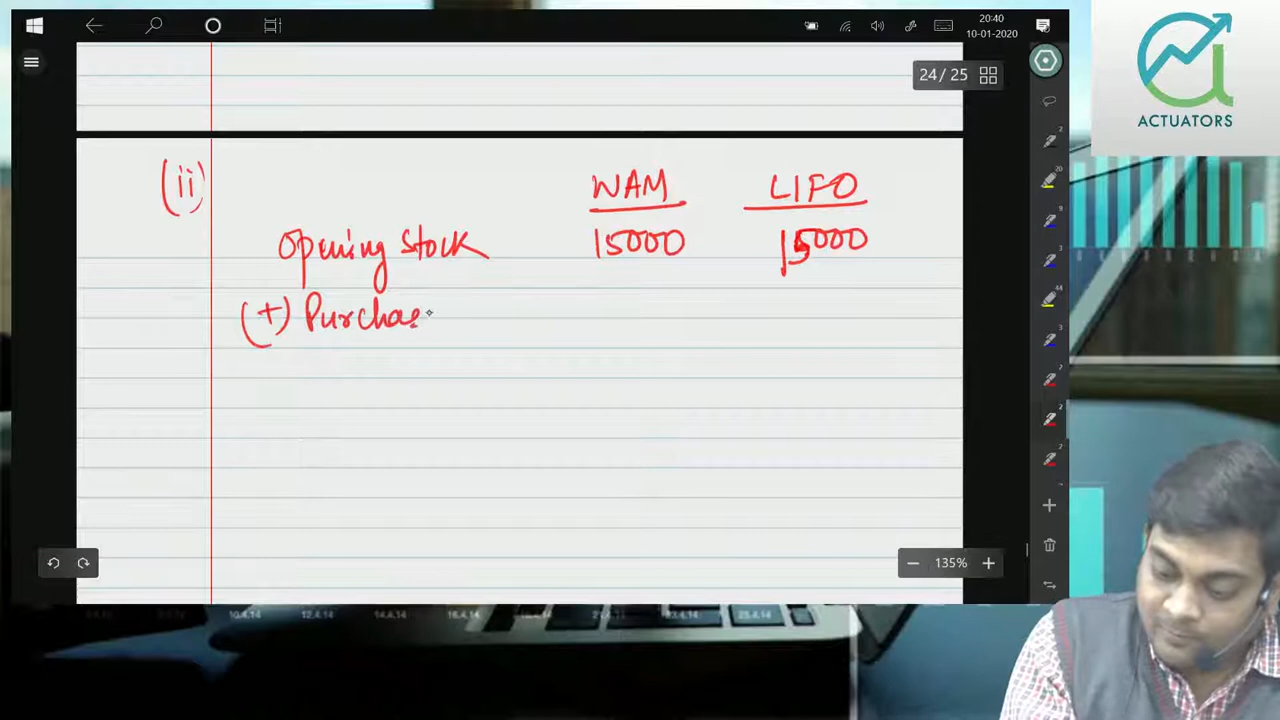 20:40
10-01-2020
24 / 25
ACTUATORS
(ii) WAM LIFO
Opening Stock 15000 15000
(+) Purchase
135%